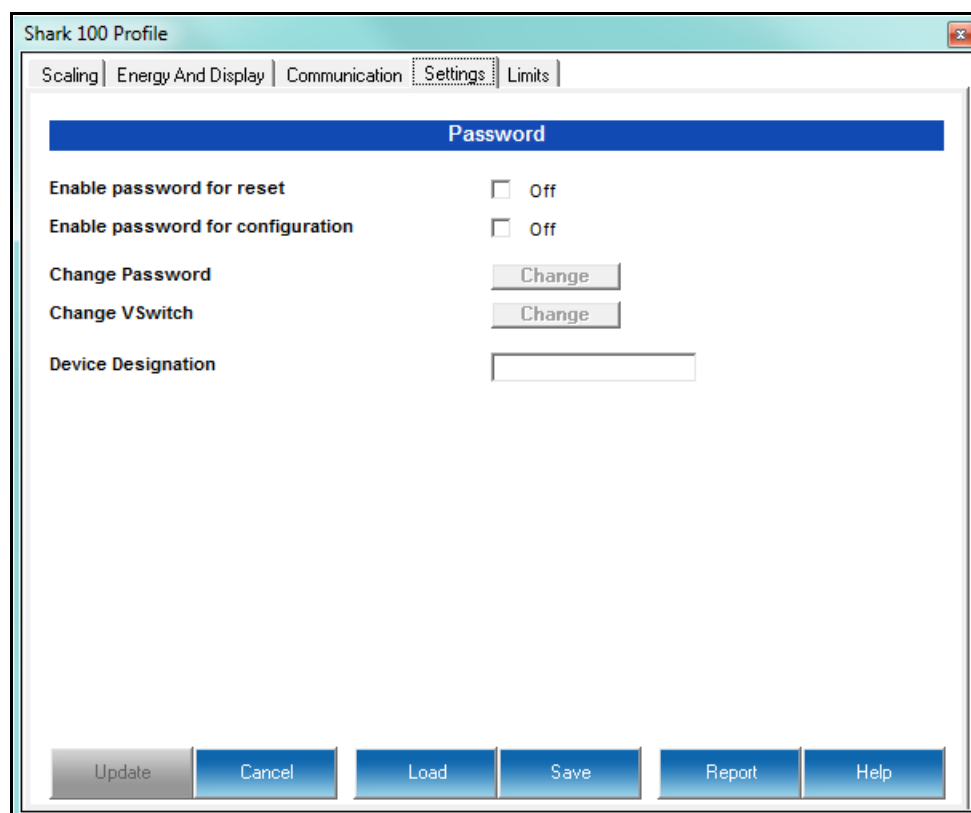 Shark 100 Profile
Scaling Energy And Display Communication Settings Limits
Password
Enable password for reset Off
Enable password for configuration Off
Change Password Change
Change VSwitch Change
Device Designation
Update Cancel Load Save Report Help